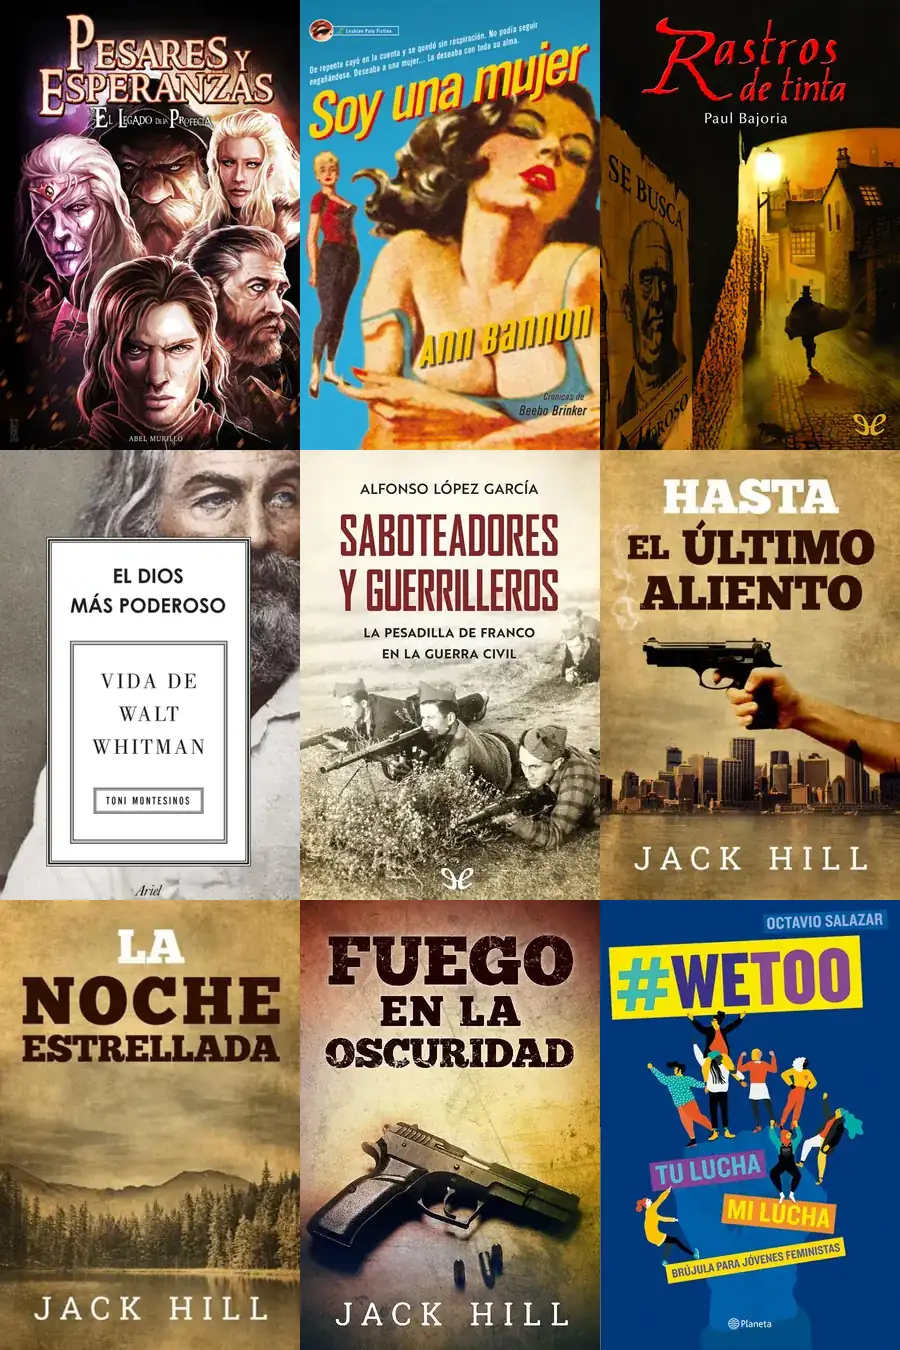 PESARES Y
ESPERANZAS
EL LEGADO DE LA PROFECÍA
ABEL MURILLO
Lesbian Pulp Fiction
De repente cayó en la cuenta y se quedó sin respiración. No podía seguir
engañándose. Deseaba a una mujer... La deseaba con toda su alma.
Soy una mujer
Ann Bannon
Crónicas de
Beebo Brinker
Rastros
de tinta
Paul Bajoria
SE BUSCA
EL DIOS
MÁS PODEROSO
VIDA DE
WALT
WHITMAN
TONI MONTESINOS
Ariel
ALFONSO LÓPEZ GARCÍA
SABOTEADORES
Y GUERRILLEROS
LA PESADILLA DE FRANCO
EN LA GUERRA CIVIL
HASTA
EL ÚLTIMO
ALIENTO
JACK HILL
LA
NOCHE
ESTRELLADA
JACK HILL
FUEGO
EN LA
OSCURIDAD
JACK HILL
OCTAVIO SALAZAR
#WETOO
TU LUCHA
MI LUCHA
BRÚJULA PARA JÓVENES FEMINISTAS
Planeta